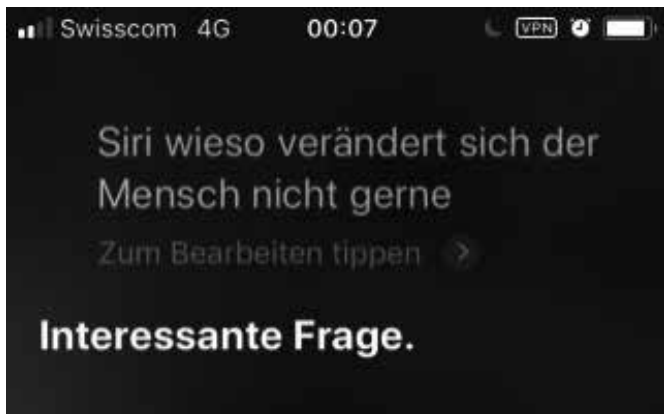 Swisscom 4G 00:07 VPN
Siri wieso verändert sich der
Mensch nicht gerne
Zum Bearbeiten tippen
Interessante Frage.